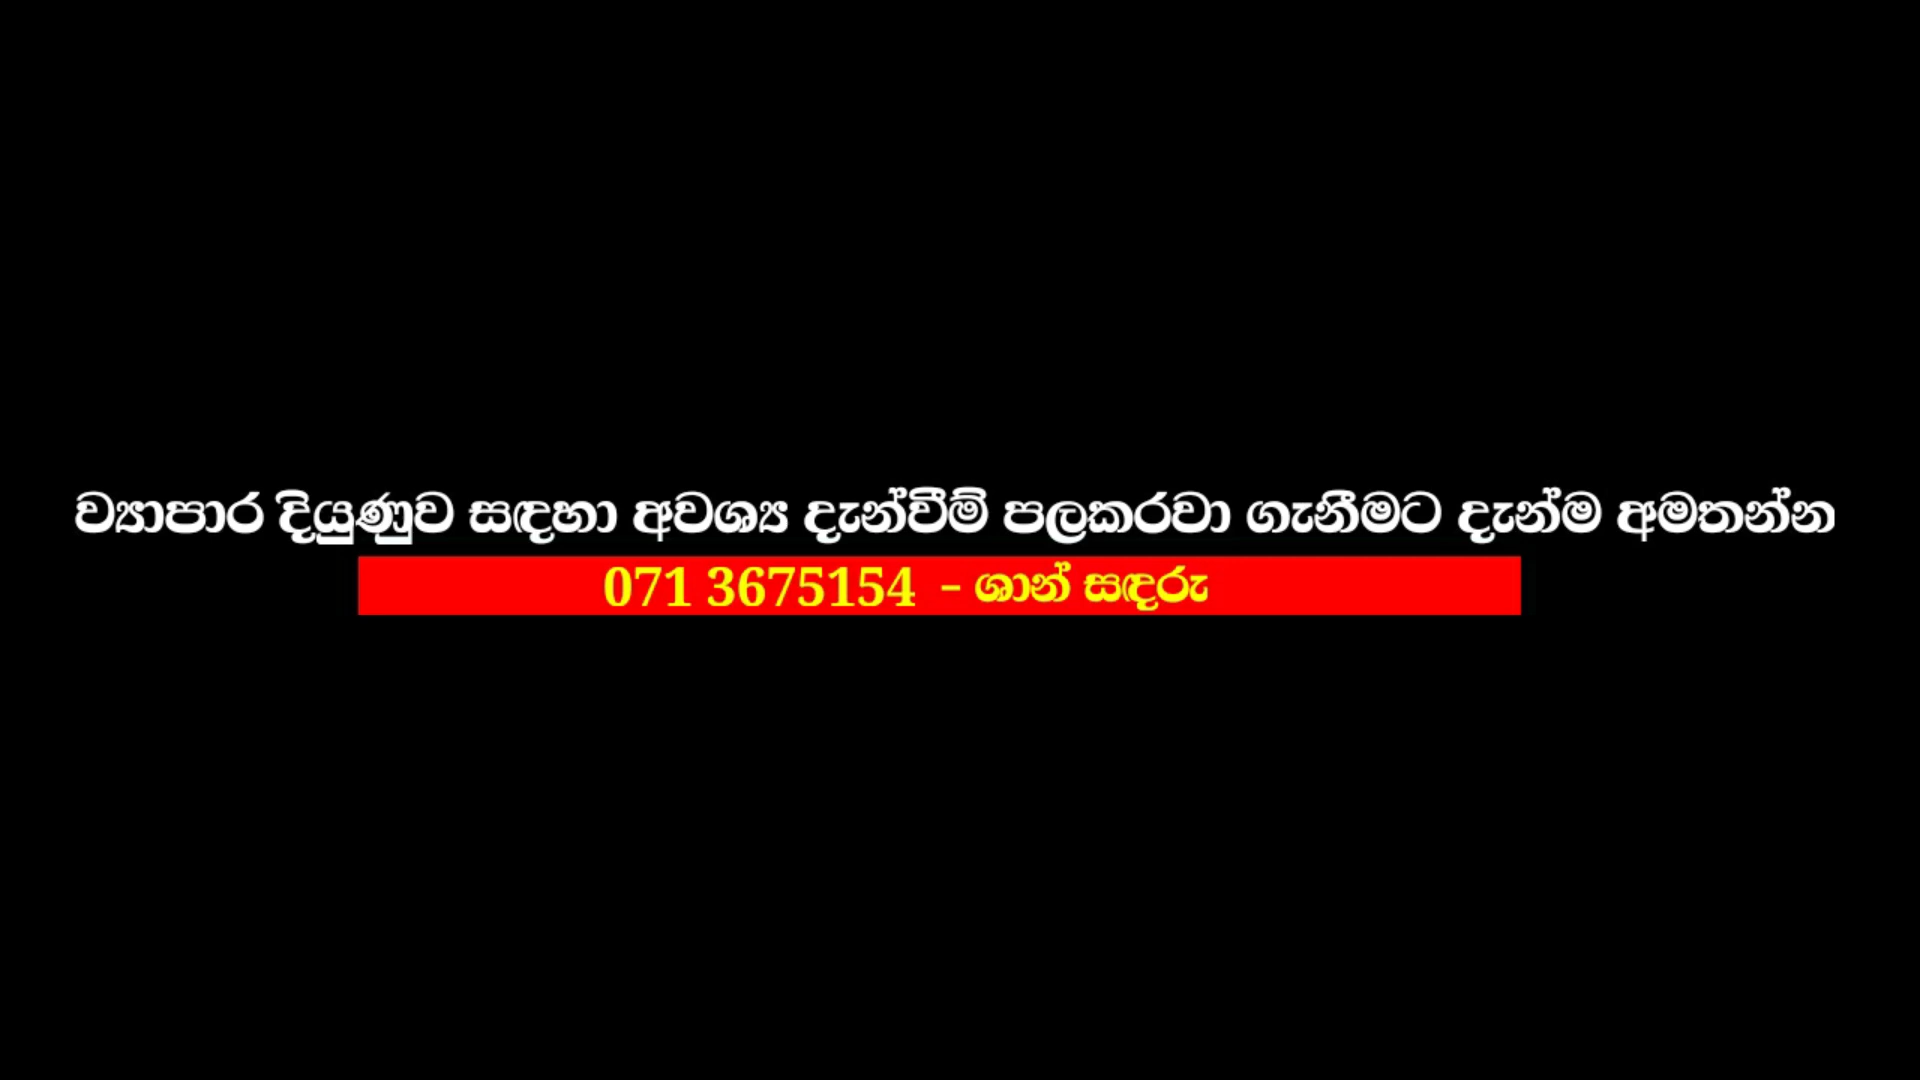 ව්‍යාපාර දියුණුව සඳහා අවශ්‍ය දැන්වීම් පලකරවා ගැනීමට දැන්ම අමතන්න
071 3675154 - ශාන් සඳරු